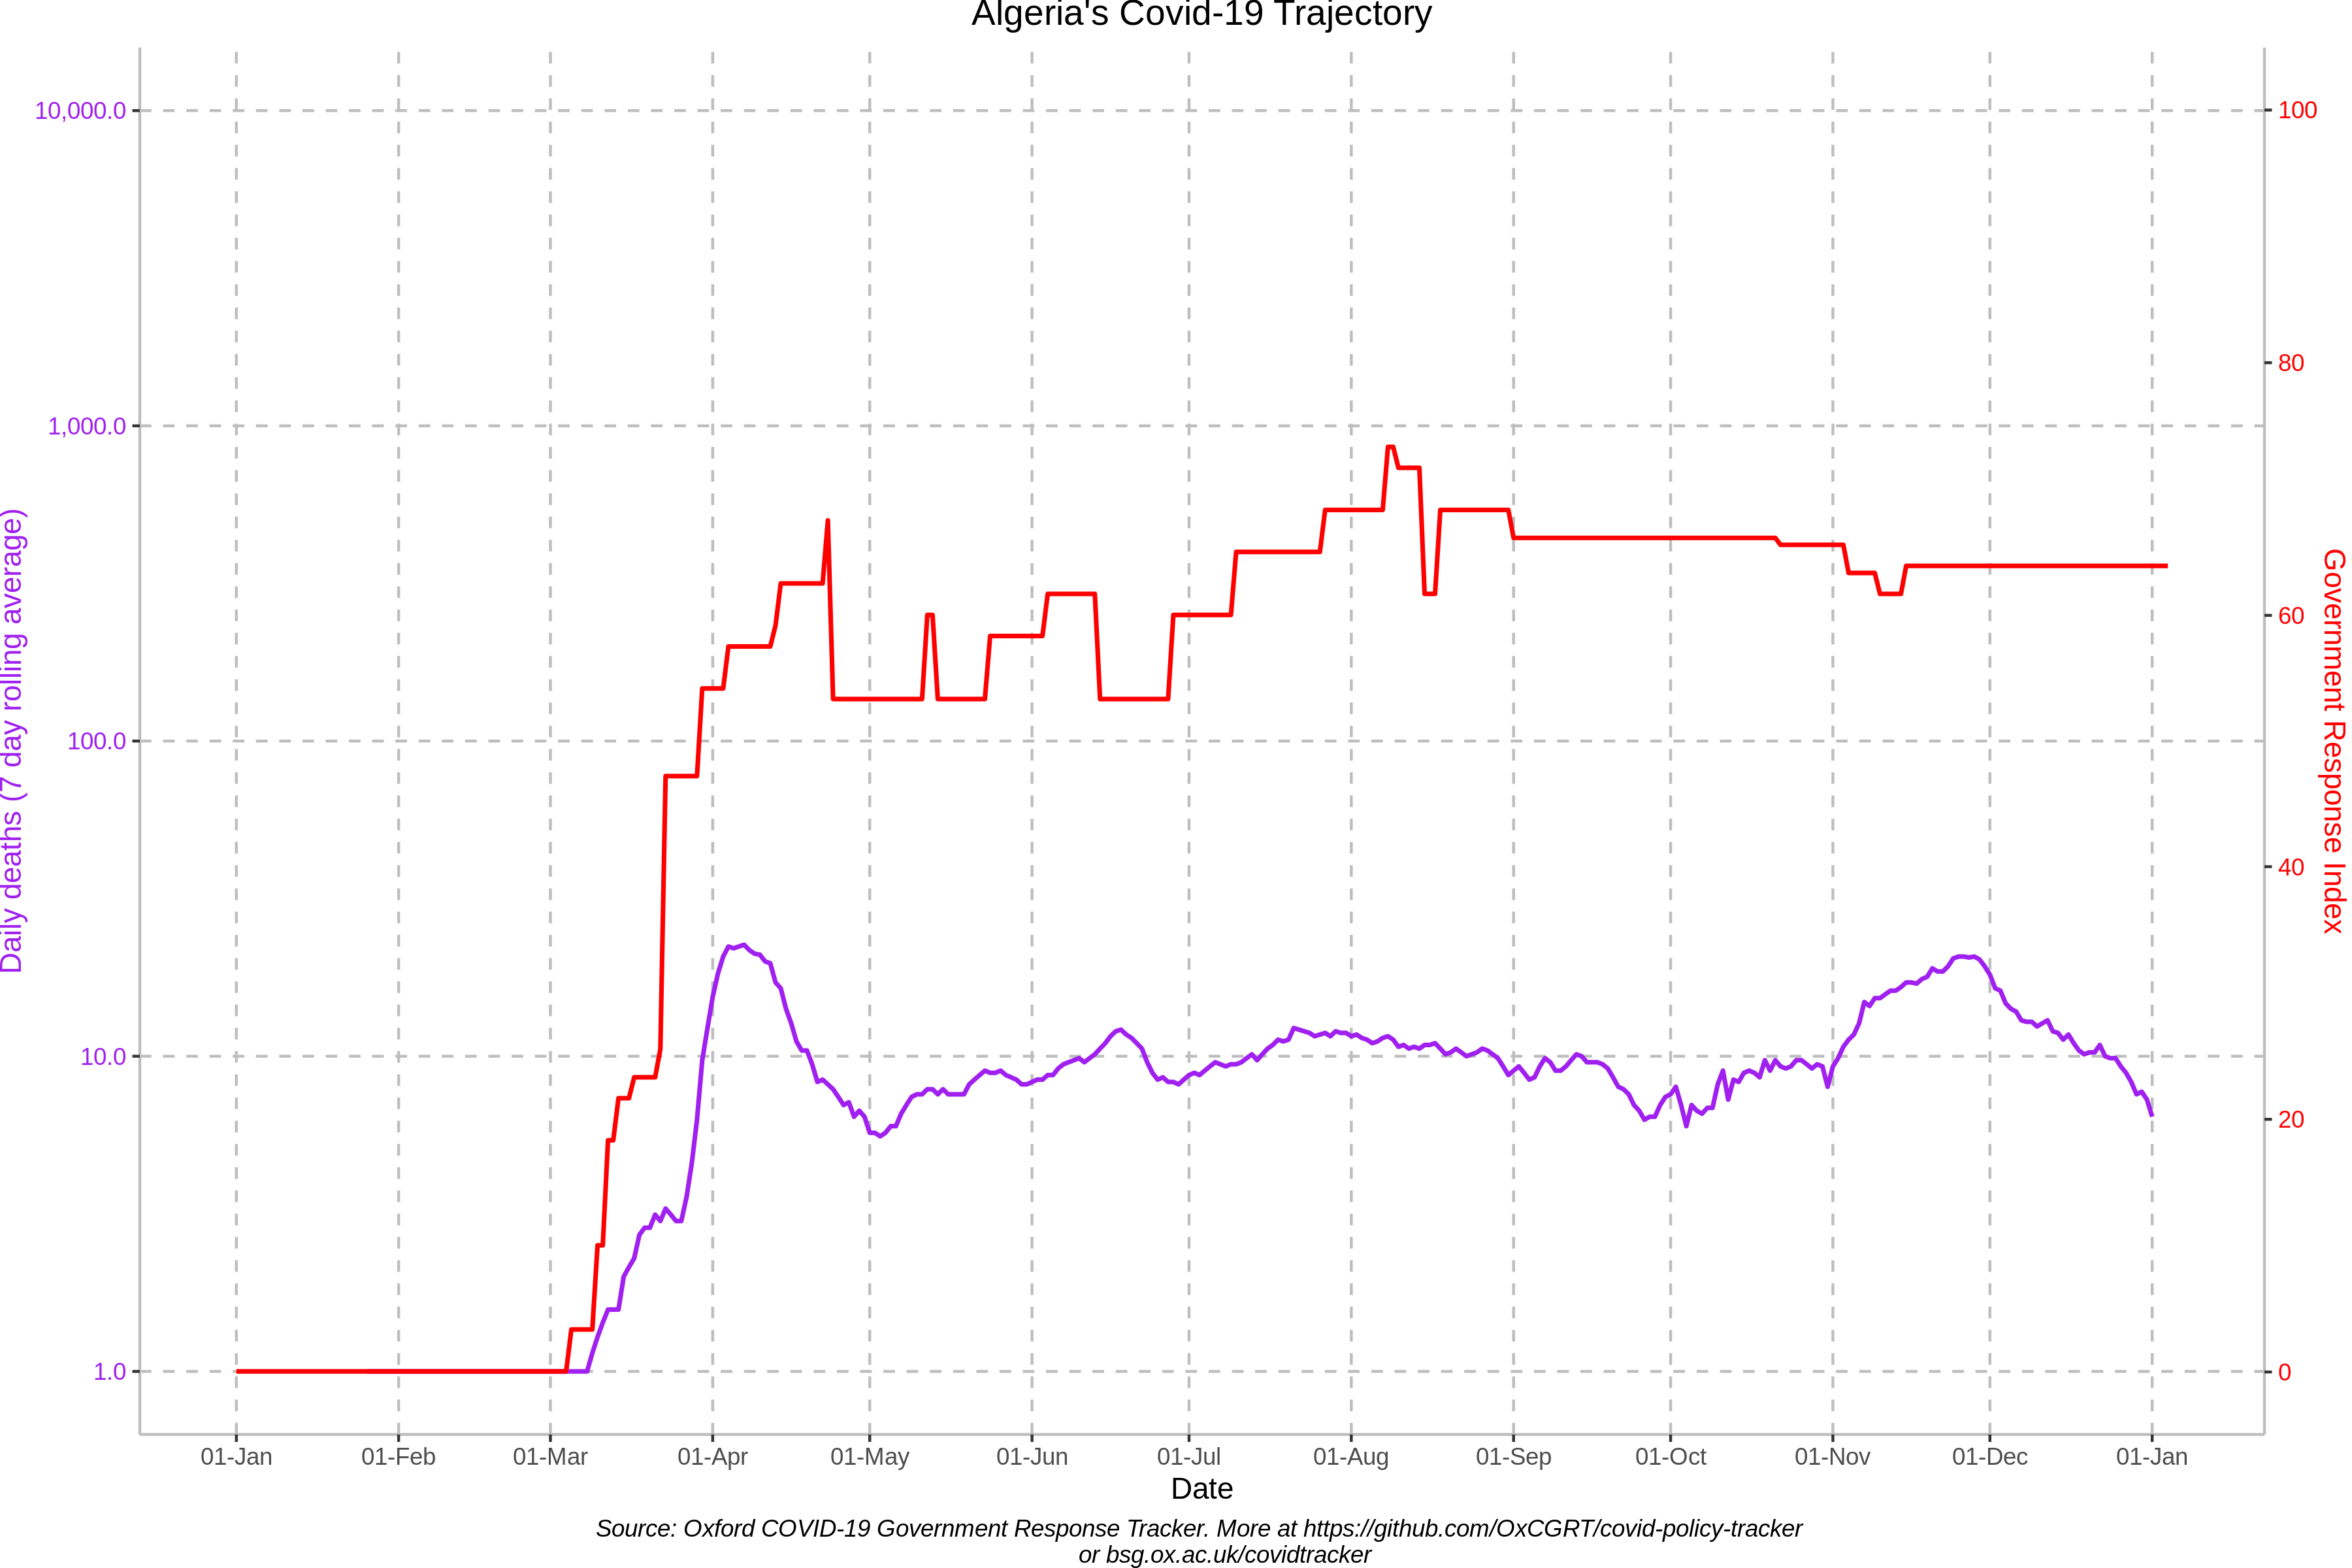 Algeria's Covid-19 Trajectory
10,000.0
1,000.0
100.0
10.0
1.0
Daily deaths (7 day rolling average)
100
80
60
40
20
0
Government Response Index
01-Jan 01-Feb 01-Mar 01-Apr 01-May 01-Jun 01-Jul 01-Aug 01-Sep 01-Oct 01-Nov 01-Dec 01-Jan
Date
Source: Oxford COVID-19 Government Response Tracker. More at https://github.com/OxCGRT/covid-policy-tracker
or bsg.ox.ac.uk/covidtracker